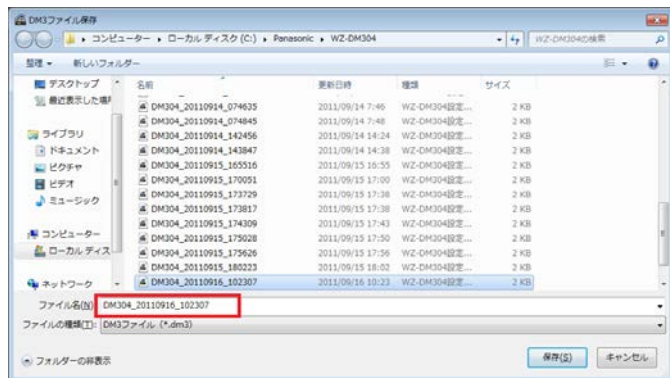 DM3ファイル保存
コンピューター ▸ ローカル ディスク (C:) ▸ Panasonic ▸ WZ-DM304
WZ-DM304の検索
整理 新しいフォルダー
デスクトップ
最近表示した場所
ライブラリ
ドキュメント
ピクチャ
ビデオ
ミュージック
コンピューター
ローカル ディス
ネットワーク
名前 更新日時 種類 サイズ
DM304_20110914_074635 2011/09/14 7:46 WZ-DM304設定... 2 KB
DM304_20110914_074845 2011/09/14 7:48 WZ-DM304設定... 2 KB
DM304_20110914_142456 2011/09/14 14:24 WZ-DM304設定... 2 KB
DM304_20110914_143847 2011/09/14 14:38 WZ-DM304設定... 2 KB
DM304_20110915_165516 2011/09/15 16:55 WZ-DM304設定... 2 KB
DM304_20110915_170051 2011/09/15 17:00 WZ-DM304設定... 2 KB
DM304_20110915_173729 2011/09/15 17:38 WZ-DM304設定... 2 KB
DM304_20110915_173817 2011/09/15 17:38 WZ-DM304設定... 2 KB
DM304_20110915_174309 2011/09/15 17:43 WZ-DM304設定... 2 KB
DM304_20110915_175028 2011/09/15 17:50 WZ-DM304設定... 2 KB
DM304_20110915_175626 2011/09/15 17:56 WZ-DM304設定... 2 KB
DM304_20110915_180223 2011/09/15 18:02 WZ-DM304設定... 2 KB
DM304_20110916_102307 2011/09/16 10:23 WZ-DM304設定... 2 KB
ファイル名(N): DM304_20110916_102307
ファイルの種類(T): DM3ファイル (*.dm3)
フォルダーの非表示
保存(S) キャンセル